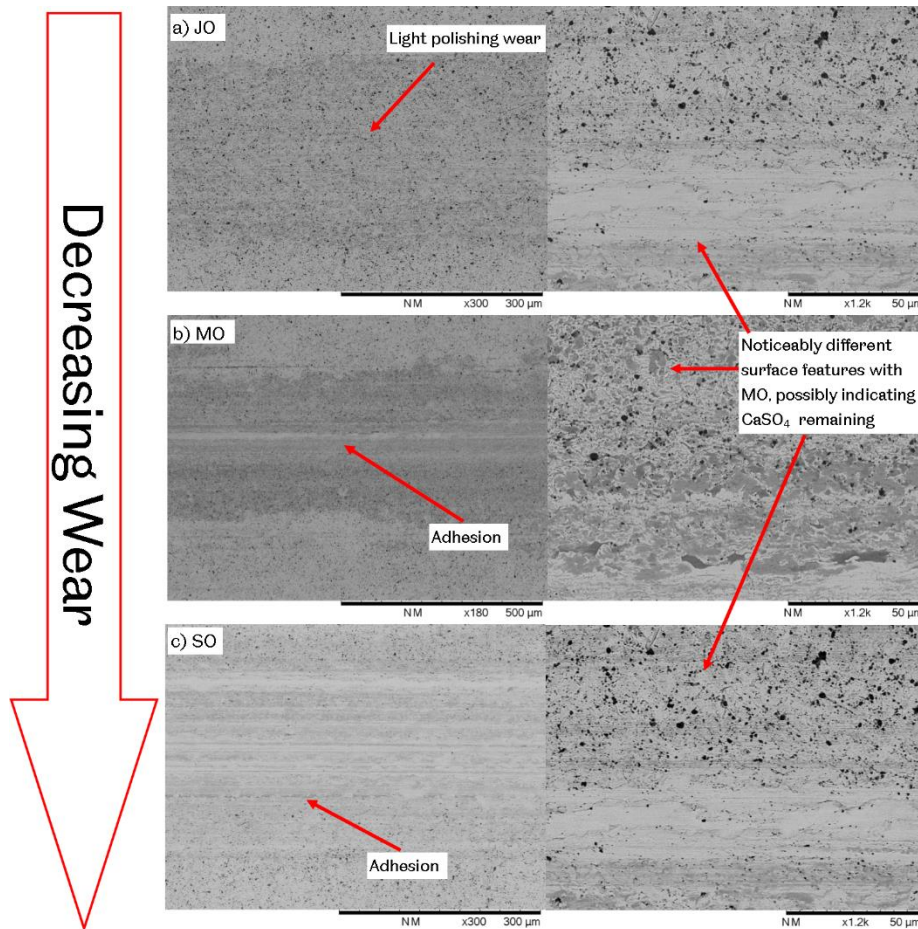 Decreasing Wear
a) JO
Light polishing wear
NM x300 300 µm
NM x1.2k 50 µm
b) MO
Adhesion
Noticeably different
surface features with
MO, possibly indicating
CaSO₄ remaining
NM x180 500 µm
NM x1.2k 50 µm
c) SO
Adhesion
NM x300 300 µm
NM x1.2k 50 µm